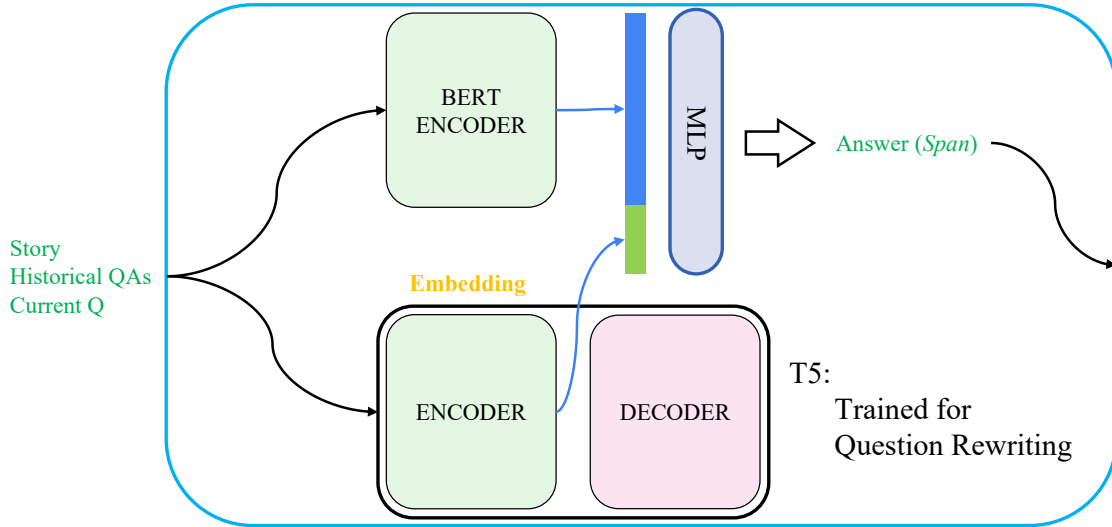 BERT
ENCODER
MLP
Answer (Span)
Story
Historical QAs
Current Q
Embedding
ENCODER
DECODER
T5:
Trained for
Question Rewriting